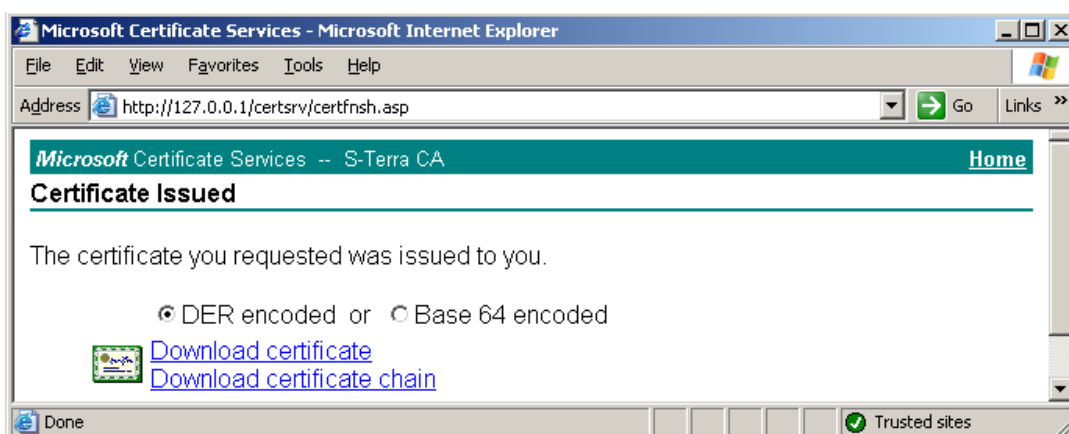 Microsoft Certificate Services - Microsoft Internet Explorer
File Edit View Favorites Tools Help
Address http://127.0.0.1/certsrv/certfnsh.asp Go Links »
Microsoft Certificate Services -- S-Terra CA Home
Certificate Issued
The certificate you requested was issued to you.
DER encoded or Base 64 encoded
Download certificate
Download certificate chain
Done Trusted sites